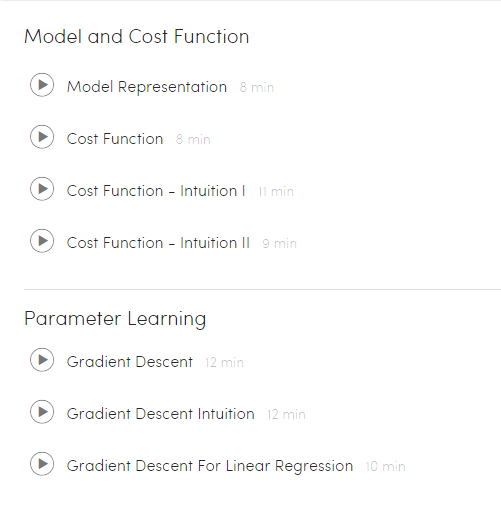 Model and Cost Function
Model Representation 8 min
Cost Function 8 min
Cost Function - Intuition I 11 min
Cost Function - Intuition II 9 min
Parameter Learning
Gradient Descent 12 min
Gradient Descent Intuition 12 min
Gradient Descent For Linear Regression 10 min